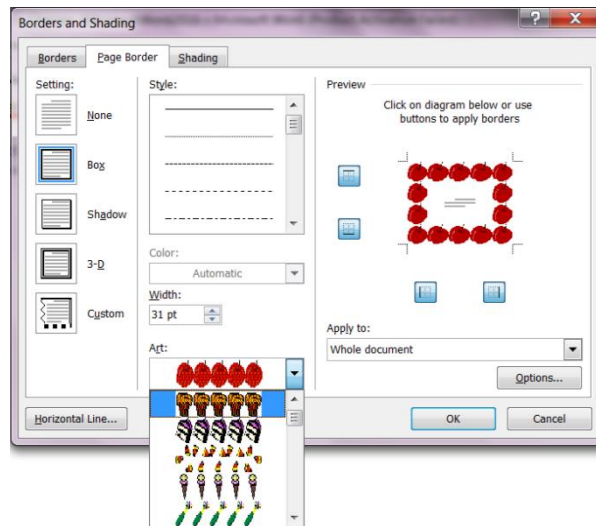 Borders and Shading
Borders Page Border Shading
Setting:
None
Box
Shadow
3-D
Custom
Style:
Color:
Automatic
Width:
31 pt
Art:
Preview
Click on diagram below or use
buttons to apply borders
Apply to:
Whole document
Options...
Horizontal Line...
OK
Cancel